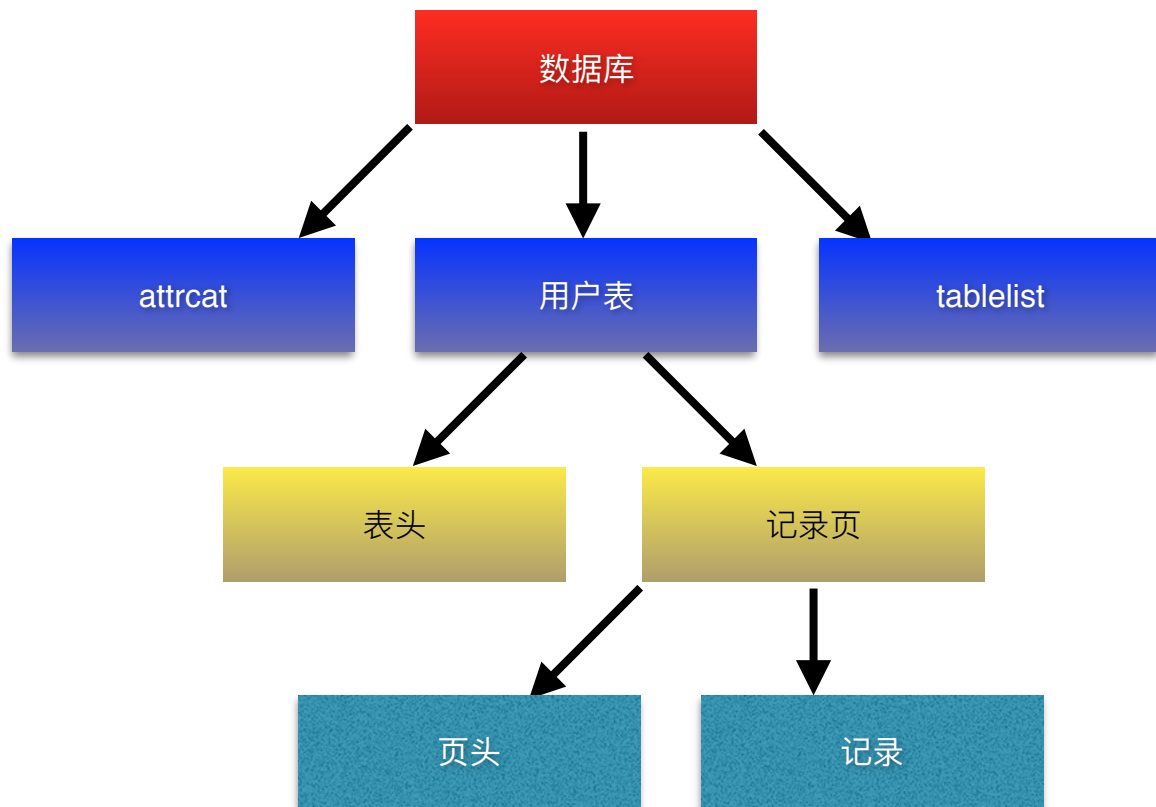 数据库
attrcat
用户表
tablelist
表头
记录页
页头
记录